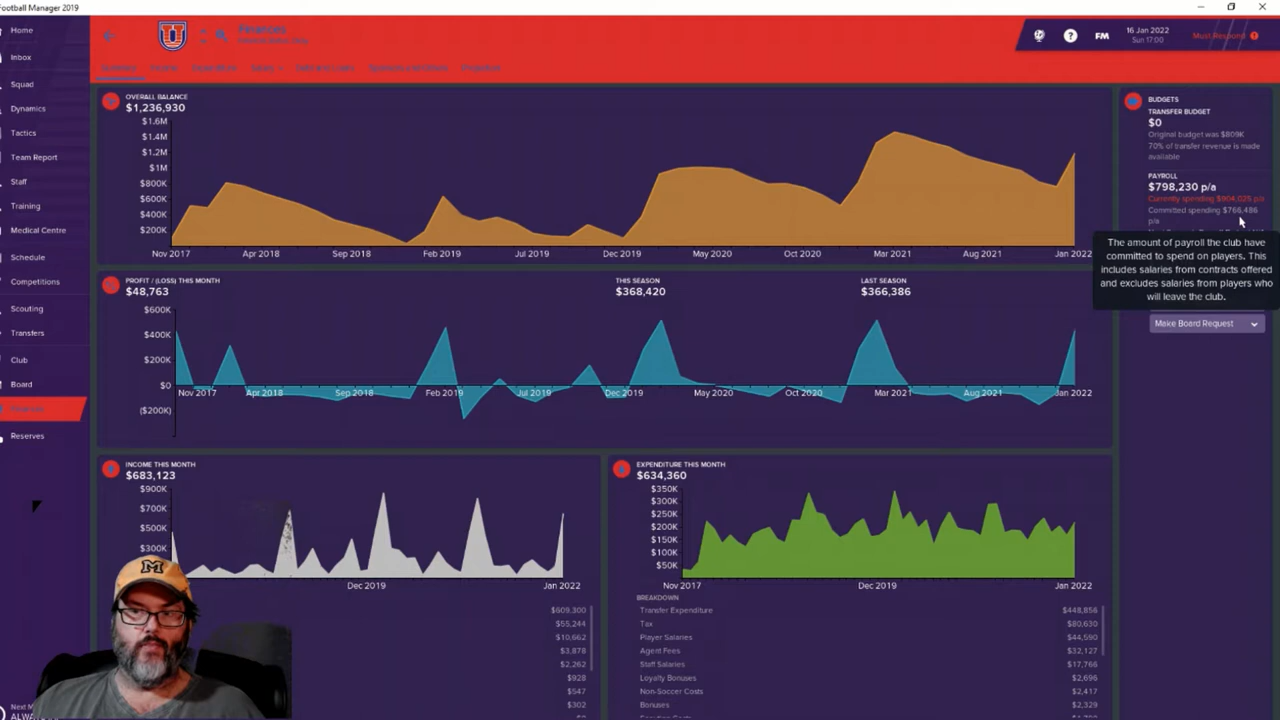 Football Manager 2019
Home
Inbox
Squad
Dynamics
Tactics
Team Report
Staff
Training
Medical Centre
Schedule
Competitions
Scouting
Transfers
Club
Board
Finances
Reserves
Finances
16 Jan 2022
Sun 17:00
FM
Must Respond
OVERALL BALANCE
$1,236,930
$1.6M
$1.4M
$1.2M
$1M
$800K
$600K
$400K
$200K
Nov 2017 Apr 2018 Sep 2018 Feb 2019 Jul 2019 Dec 2019 May 2020 Oct 2020 Mar 2021 Aug 2021 Jan 2022
PROFIT / (LOSS) THIS MONTH
$48,763
THIS SEASON
$368,420
LAST SEASON
$366,386
$600K
$400K
$200K
$0
($200K)
Nov 2017 Apr 2018 Sep 2018 Feb 2019 Jul 2019 Dec 2019 May 2020 Oct 2020 Mar 2021 Aug 2021 Jan 2022
INCOME THIS MONTH
$683,123
$900K
$700K
$500K
$300K
Dec 2019 Jan 2022
$609,300
$55,244
$10,662
$3,878
$2,262
$928
$547
$302
EXPENDITURE THIS MONTH
$634,360
$350K
$300K
$250K
$200K
$150K
$100K
$50K
Nov 2017 Dec 2019 Jan 2022
BREAKDOWN
Transfer Expenditure $448,856
Tax $80,630
Player Salaries $44,590
Agent Fees $32,127
Staff Salaries $17,766
Loyalty Bonuses $2,696
Non-Soccer Costs $2,417
Bonuses $2,329
BUDGETS
TRANSFER BUDGET
$0
Original budget was $809K
70% of transfer revenue is made
available
PAYROLL
$798,230 p/a
Currently spending $804,025 p/a
Committed spending $766,486
p/a
The amount of payroll the club have
committed to spend on players. This
includes salaries from contracts offered
and excludes salaries from players who
will leave the club.
Make Board Request
M